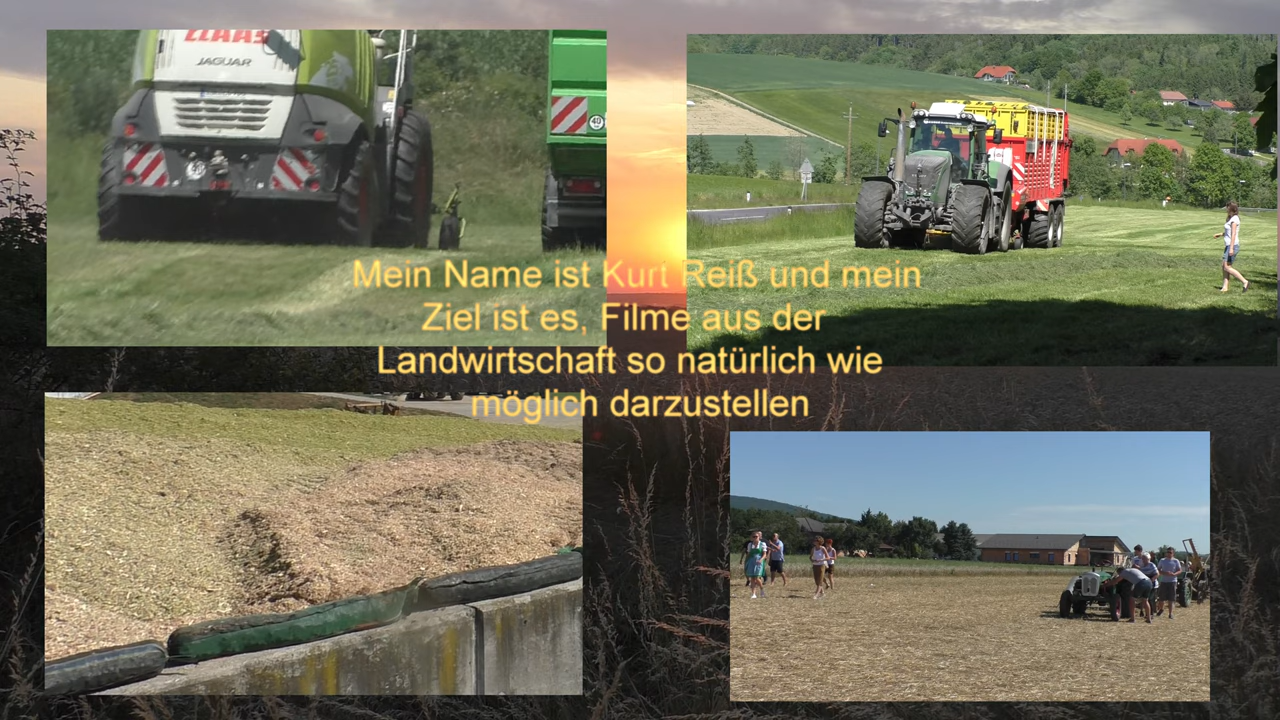 CLAAS
JAGUAR
40
Mein Name ist Kurt Reiß und mein
Ziel ist es, Filme aus der
Landwirtschaft so natürlich wie
möglich darzustellen